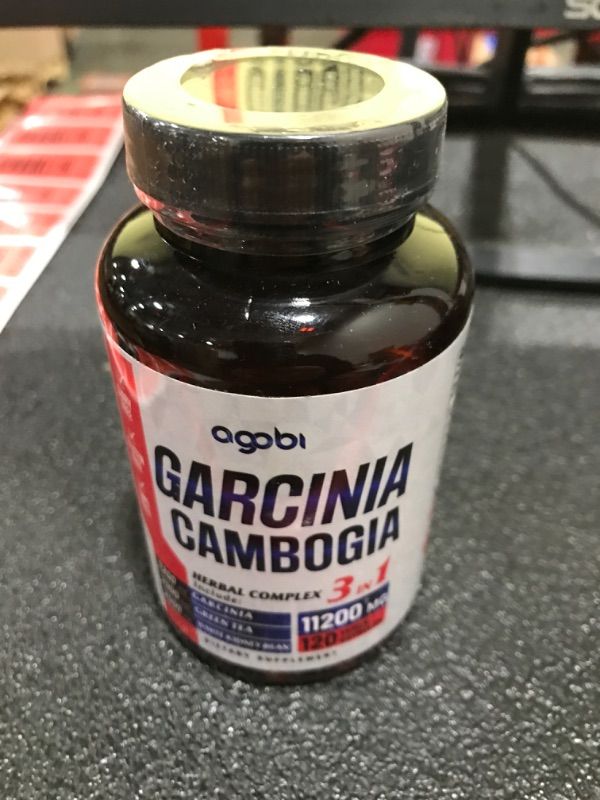 agobi
GARCINIA
CAMBOGIA
HERBAL COMPLEX 3 IN 1
Include:
GARCINIA
GREEN TEA
WHITE KIDNEY BEAN
11200 MG
120
DIETARY SUPPLEMENT